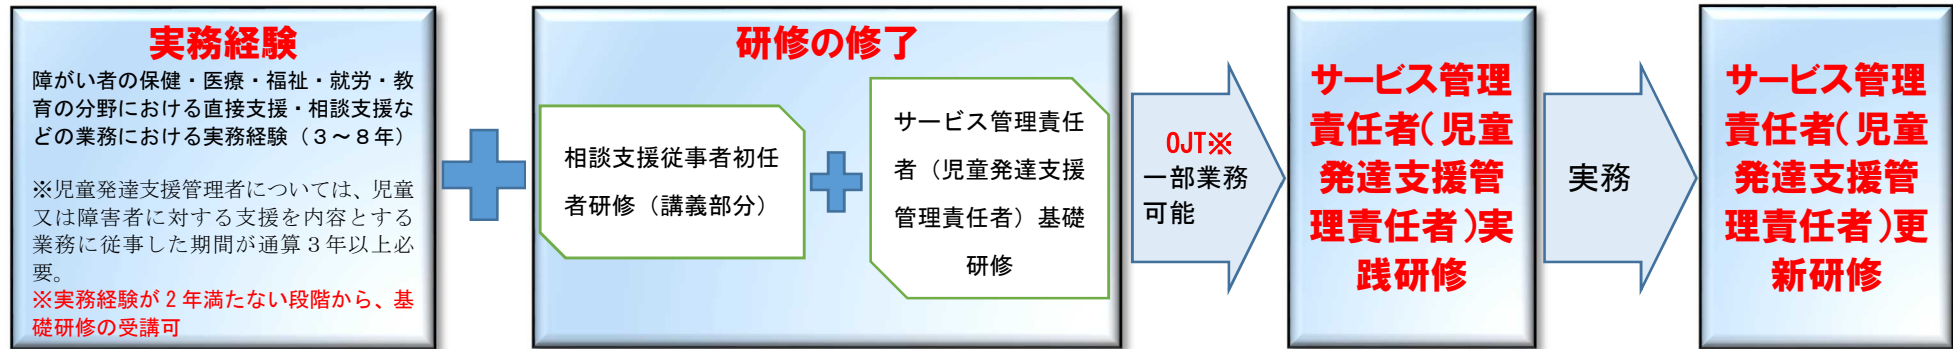 実務経験
障がい者の保健・医療・福祉・就労・教
育の分野における直接支援・相談支援な
どの業務における実務経験（３～８年）
※児童発達支援管理者については、児童
又は障害者に対する支援を内容とする
業務に従事した期間が通算３年以上必
要。
※実務経験が２年満たない段階から、基
礎研修の受講可
研修の修了
相談支援従事者初任
者研修（講義部分）
サービス管理責任
者（児童発達支援
管理責任者）基礎
研修
OJT※
一部業務
可能
サービス管理
責任者（児童
発達支援管
理責任者）実
践研修
実務
サービス管理
責任者（児童
発達支援管
理責任者）更
新研修